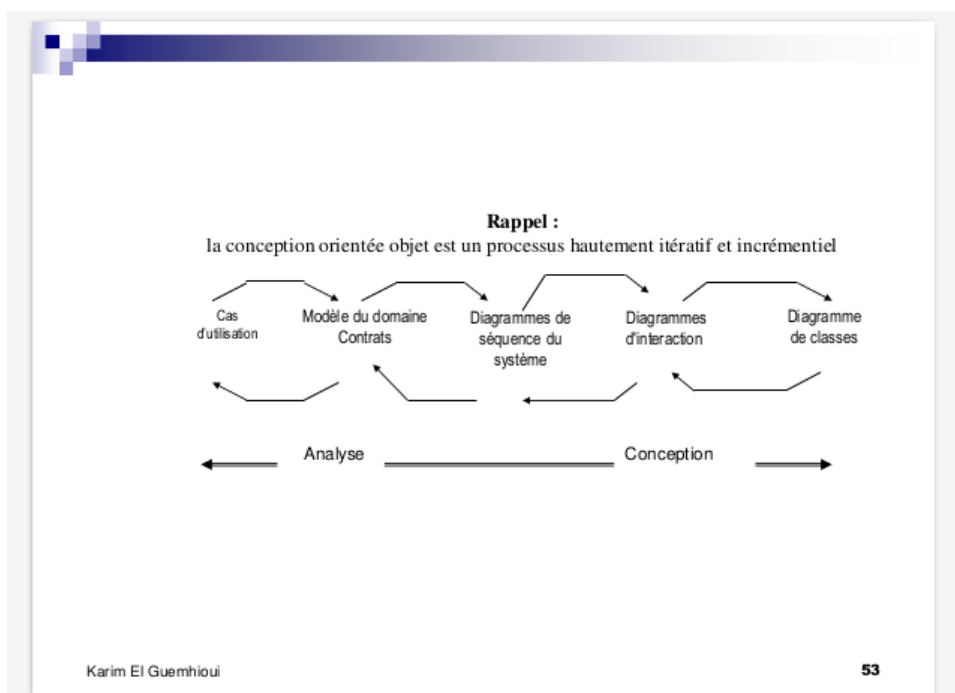 Rappel :
la conception orientée objet est un processus hautement itératif et incrémentiel
Cas
d'utilisation
Modèle du domaine
Contrats
Diagrammes de
séquence du
système
Diagrammes
d'interaction
Diagramme
de classes
Analyse
Conception
Karim El Guemhioui
53